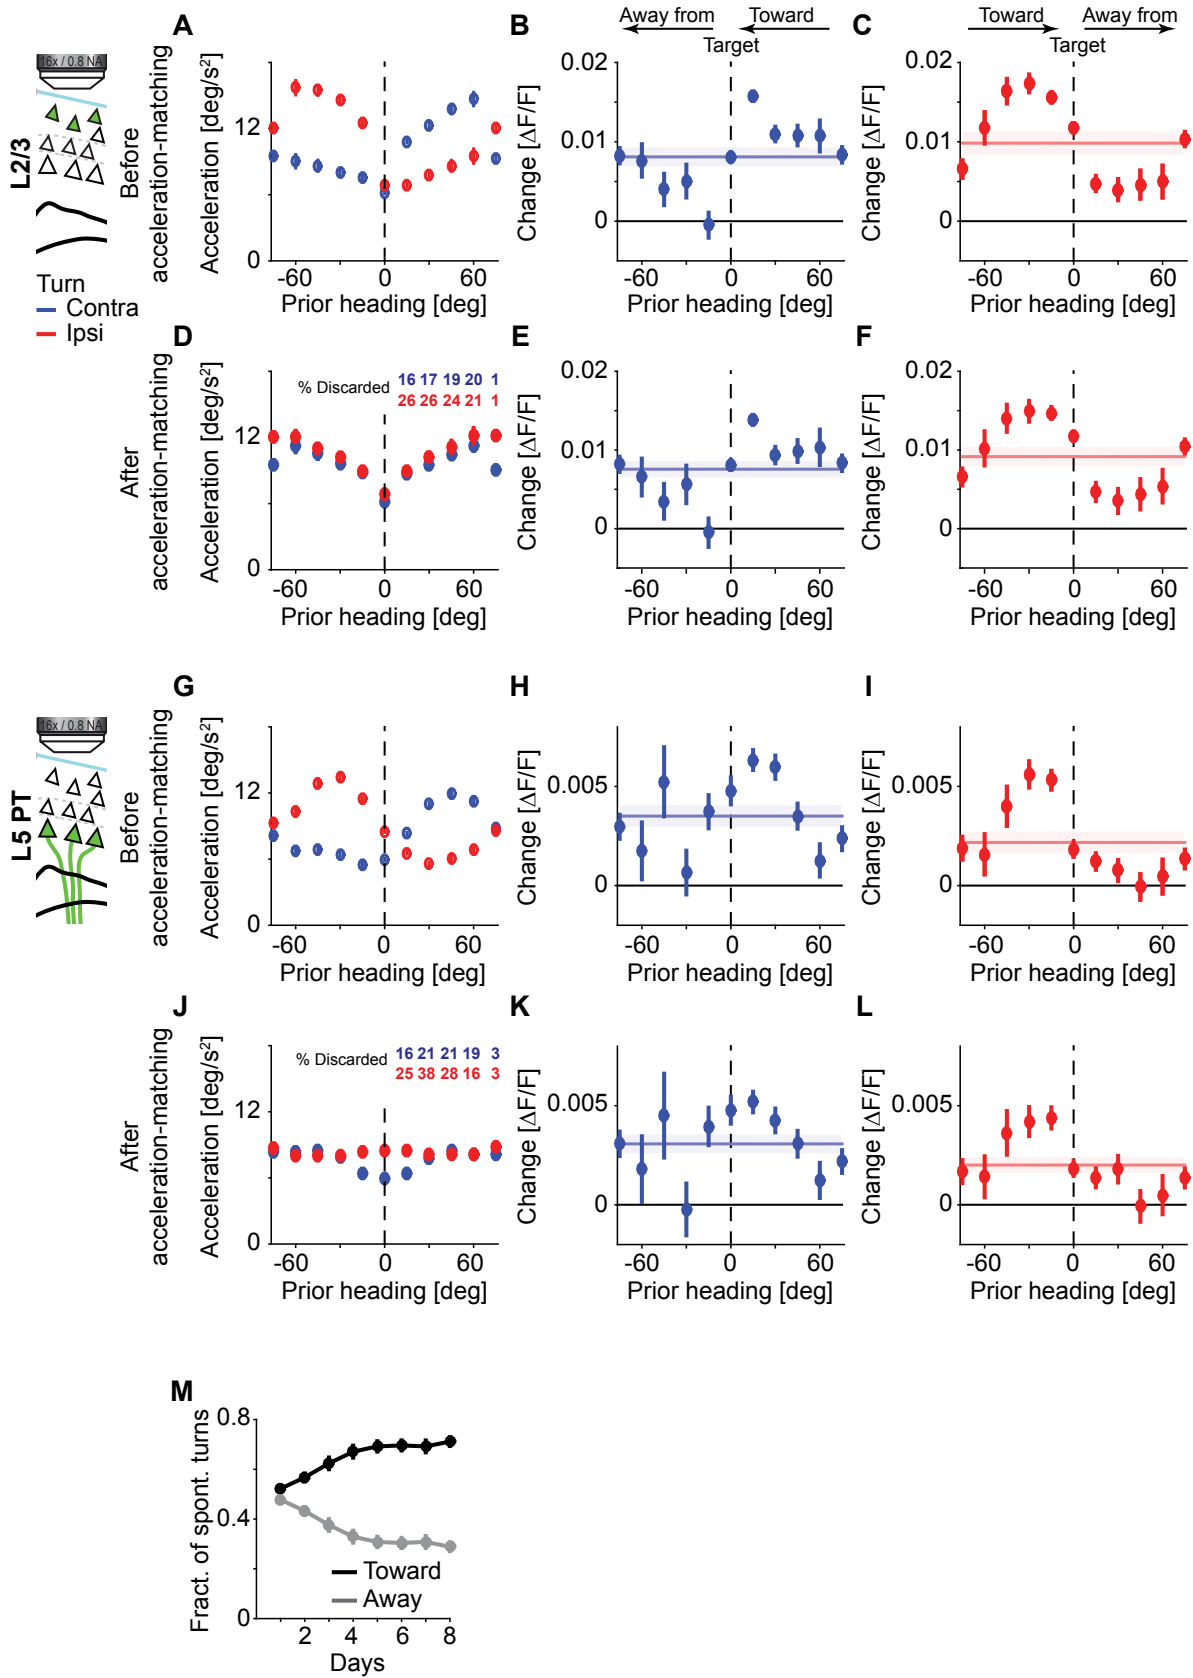 A
B
Away from
Toward
Target
C
Toward
Away from
Target
16x / 0.8 NA
L2/3
Before
acceleration-matching
Acceleration [deg/s²]
12
0
-60
0
60
Prior heading [deg]
Change [ΔF/F]
0.02
0.01
0
-60
0
60
Prior heading [deg]
Change [ΔF/F]
0.02
0.01
0
-60
0
60
Prior heading [deg]
Turn
Contra
Ipsi
D
After
acceleration-matching
Acceleration [deg/s²]
12
0
% Discarded
16 17 19 20 1
26 26 24 21 1
-60
0
60
Prior heading [deg]
E
Change [ΔF/F]
0.02
0.01
0
-60
0
60
Prior heading [deg]
F
Change [ΔF/F]
0.02
0.01
0
-60
0
60
Prior heading [deg]
16x / 0.8 NA
L5 PT
G
Before
acceleration-matching
Acceleration [deg/s²]
12
0
-60
0
60
Prior heading [deg]
H
Change [ΔF/F]
0.005
0
-60
0
60
Prior heading [deg]
I
Change [ΔF/F]
0.005
0
-60
0
60
Prior heading [deg]
J
After
acceleration-matching
Acceleration [deg/s²]
12
0
% Discarded
16 21 21 19 3
25 38 28 16 3
-60
0
60
Prior heading [deg]
K
Change [ΔF/F]
0.005
0
-60
0
60
Prior heading [deg]
L
Change [ΔF/F]
0.005
0
-60
0
60
Prior heading [deg]
M
Fract. of spont. turns
0.8
0.4
0
Toward
Away
2
4
6
8
Days